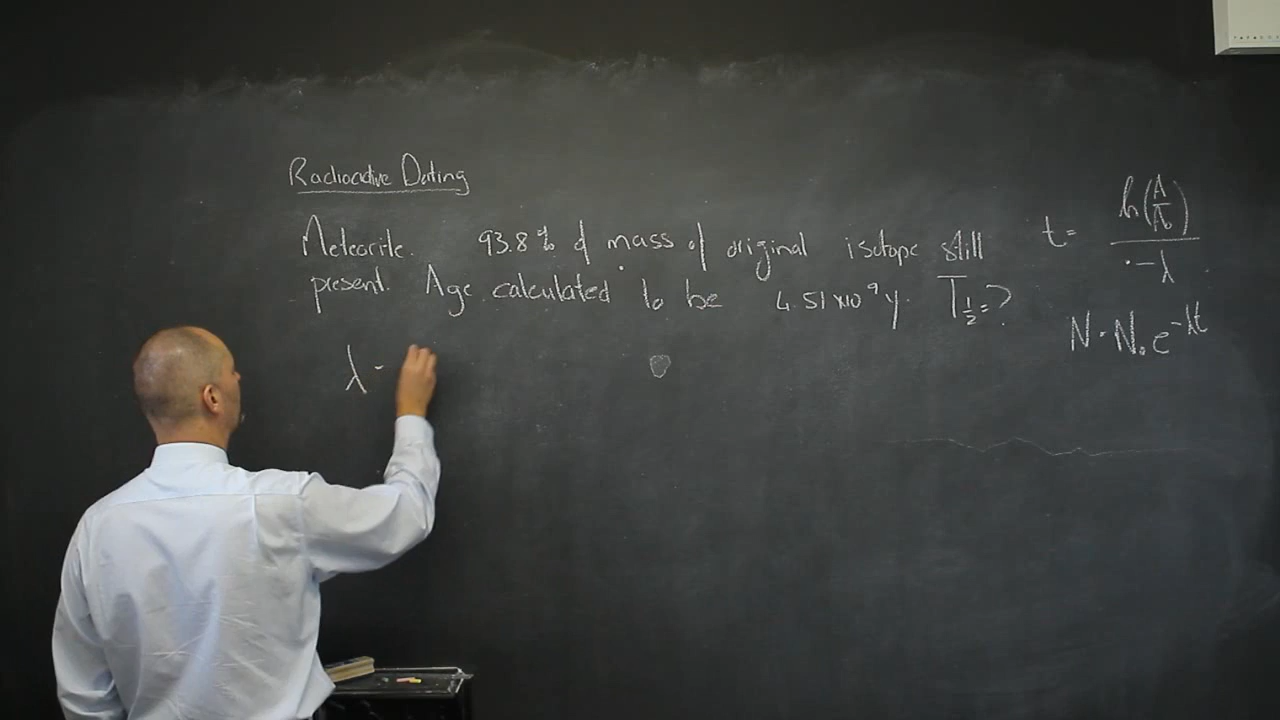 Radioactive Dating
Meteorite. 93.8% of mass of original isotope still
present. Age calculated to be 4.51x10⁹y. T½=?
t= ln(A/A₀)/-λ
N=N₀e^-λt
λ=